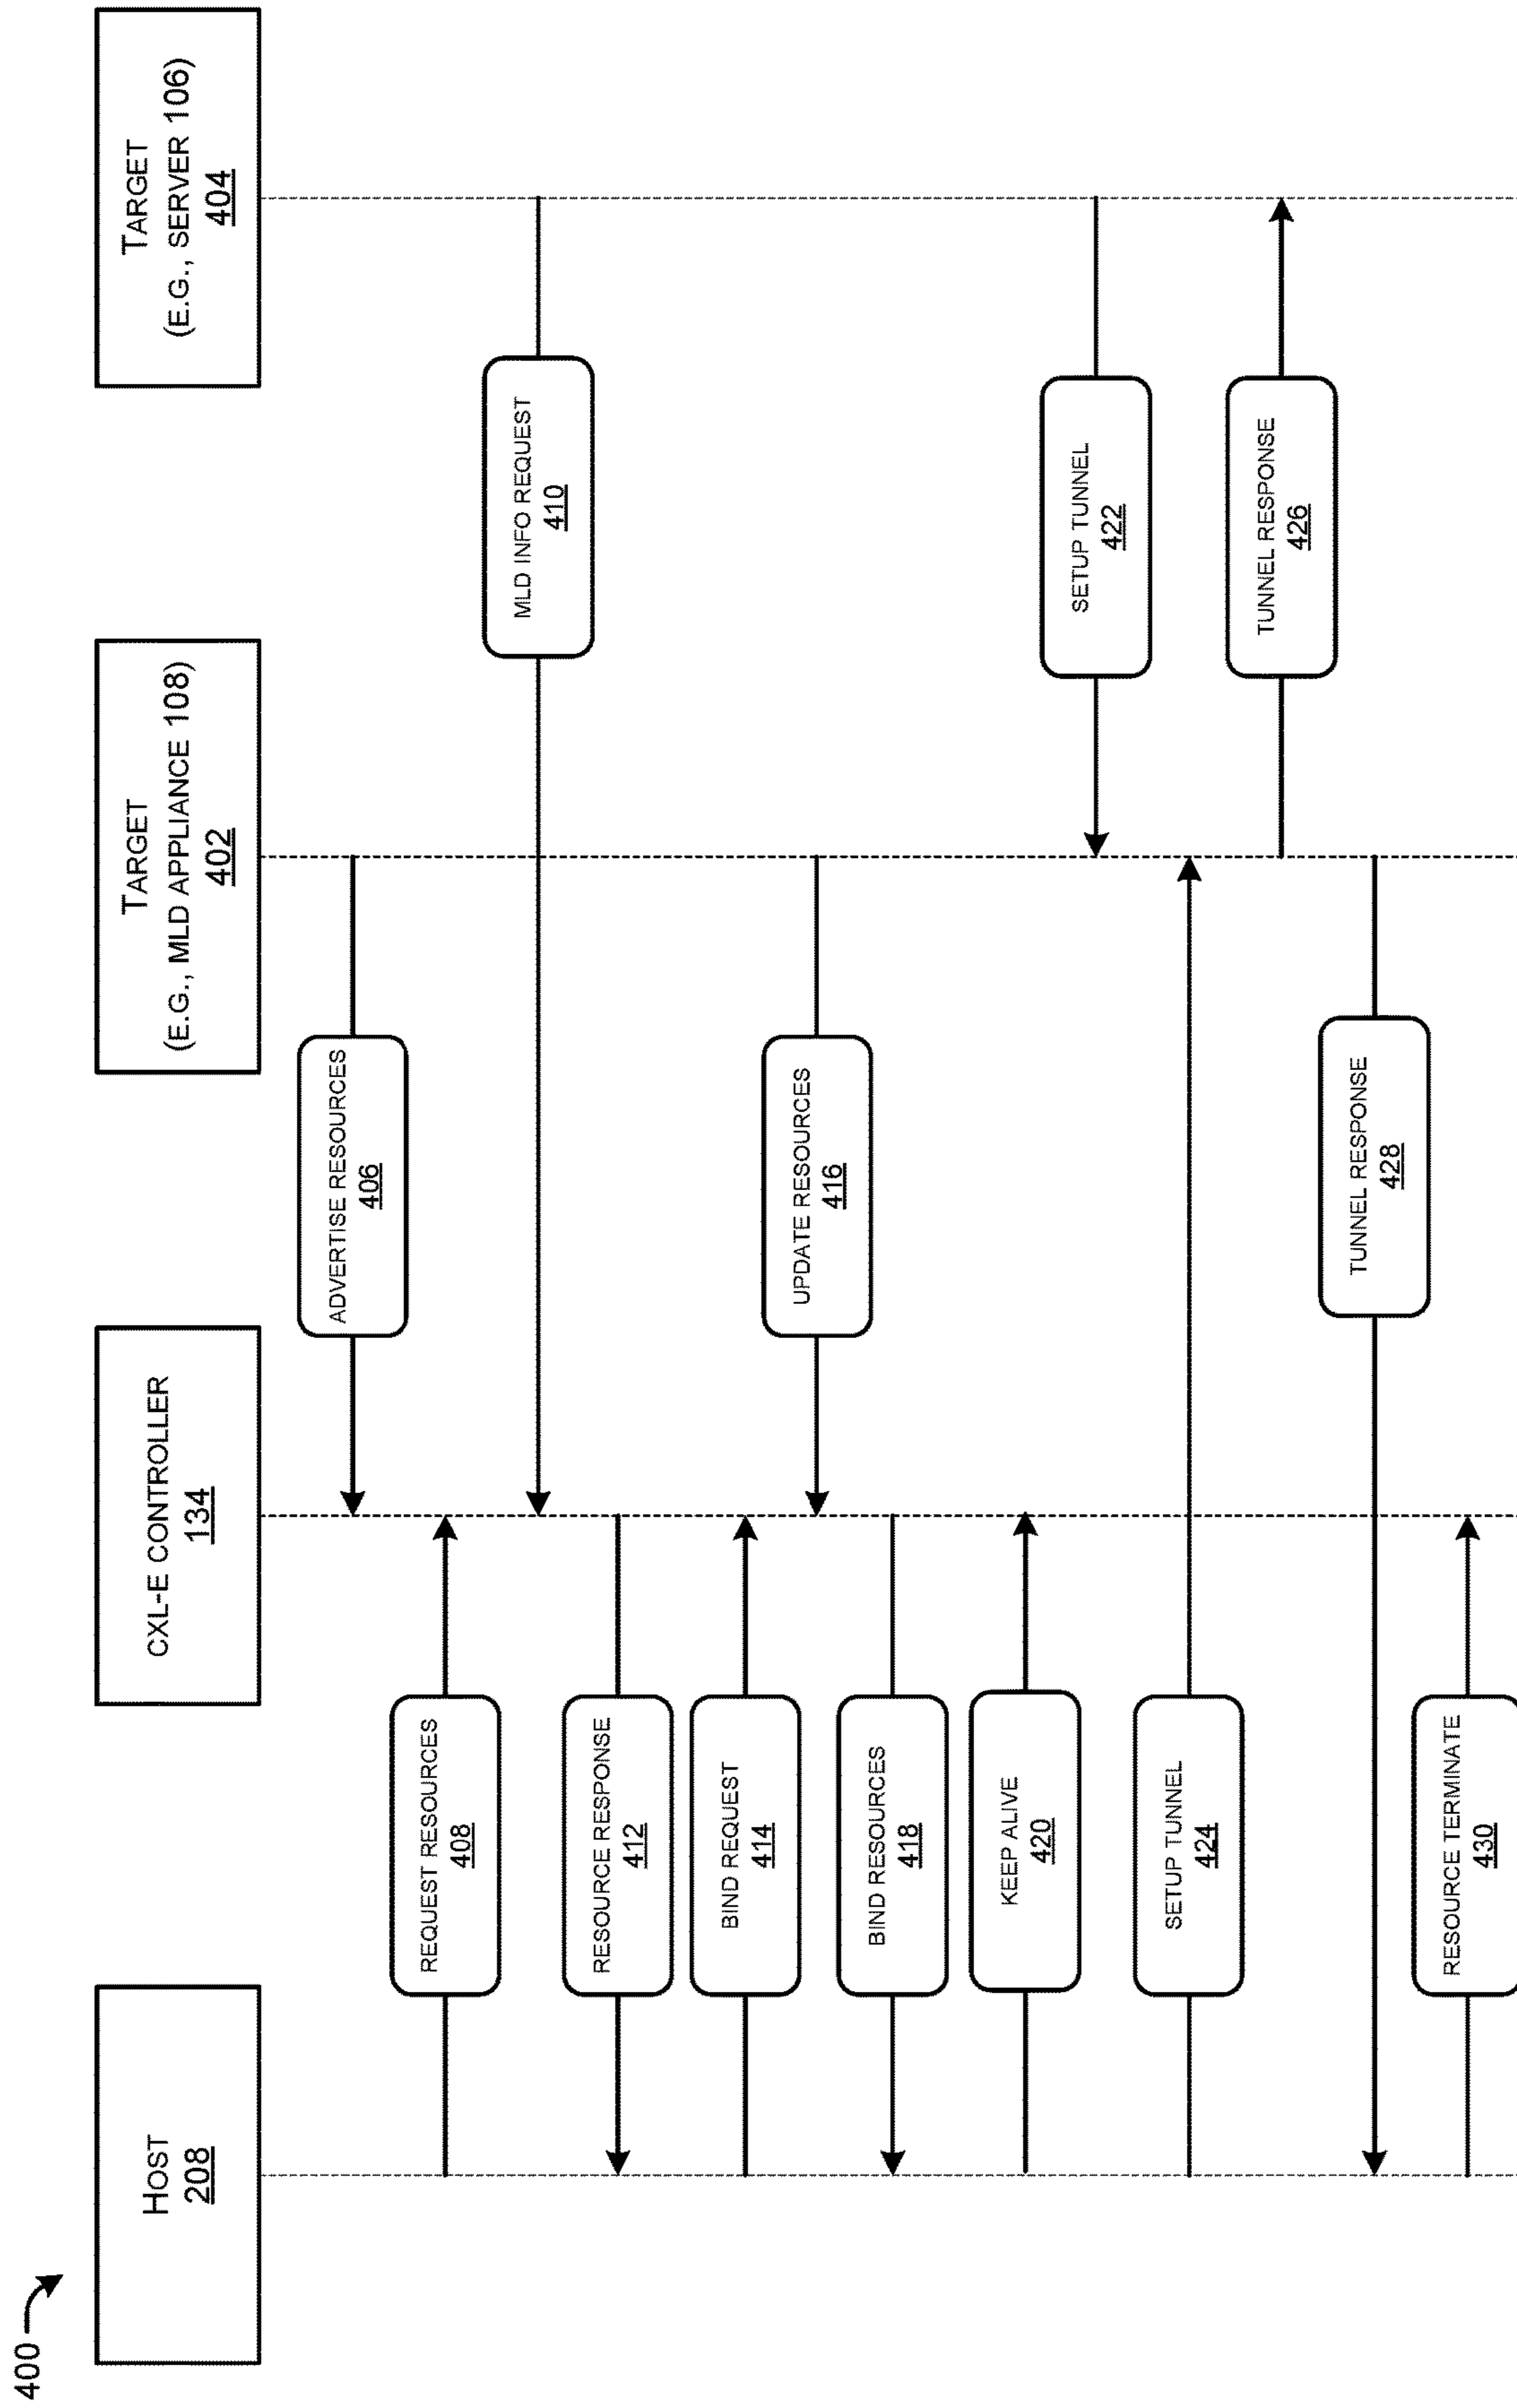 400
HOST
208
CXL-E CONTROLLER
134
TARGET
(E.G., MLD APPLIANCE 108)
402
TARGET
(E.G., SERVER 106)
404
ADVERTISE RESOURCES
406
REQUEST RESOURCES
408
MLD INFO REQUEST
410
RESOURCE RESPONSE
412
BIND REQUEST
414
UPDATE RESOURCES
416
BIND RESOURCES
418
KEEP ALIVE
420
SETUP TUNNEL
422
SETUP TUNNEL
424
TUNNEL RESPONSE
426
TUNNEL RESPONSE
428
RESOURCE TERMINATE
430